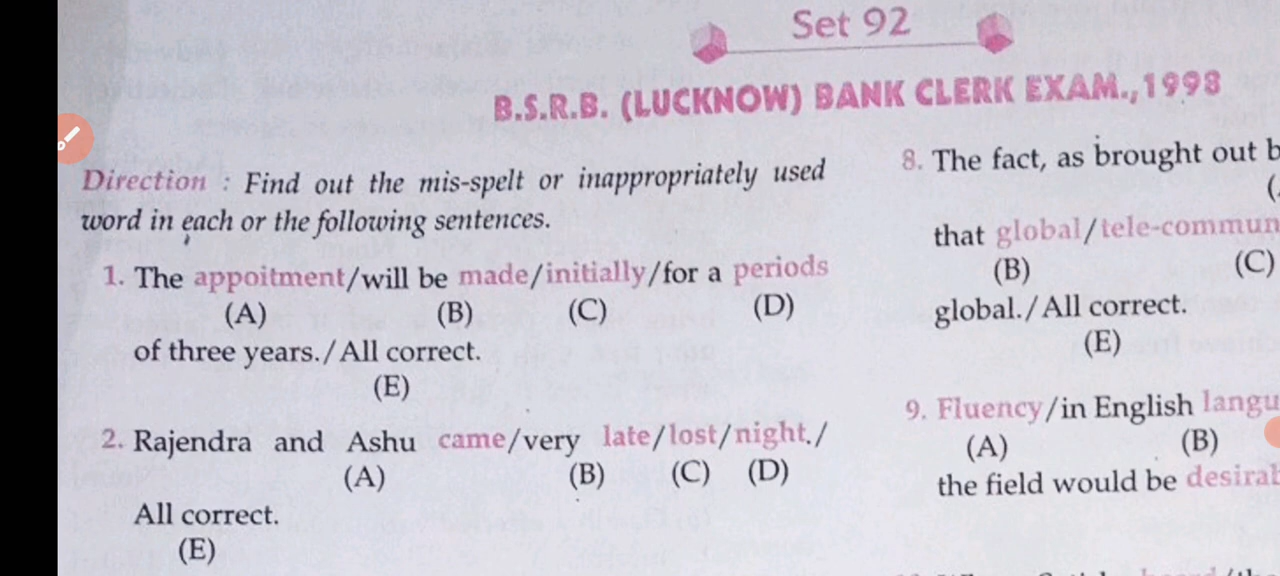 Set 92
B.S.R.B. (LUCKNOW) BANK CLERK EXAM.,1998
Direction : Find out the mis-spelt or inappropriately used
word in each or the following sentences.
1. The appoitment/will be made/initially/for a periods
(A) (B) (C) (D)
of three years./All correct.
(E)
2. Rajendra and Ashu came/very late/lost/night./
(A) (B) (C) (D)
All correct.
(E)
8. The fact, as brought out
that global/tele-commun
(B) (C)
global./All correct.
(E)
9. Fluency/in English langu
(A) (B)
the field would be desirab